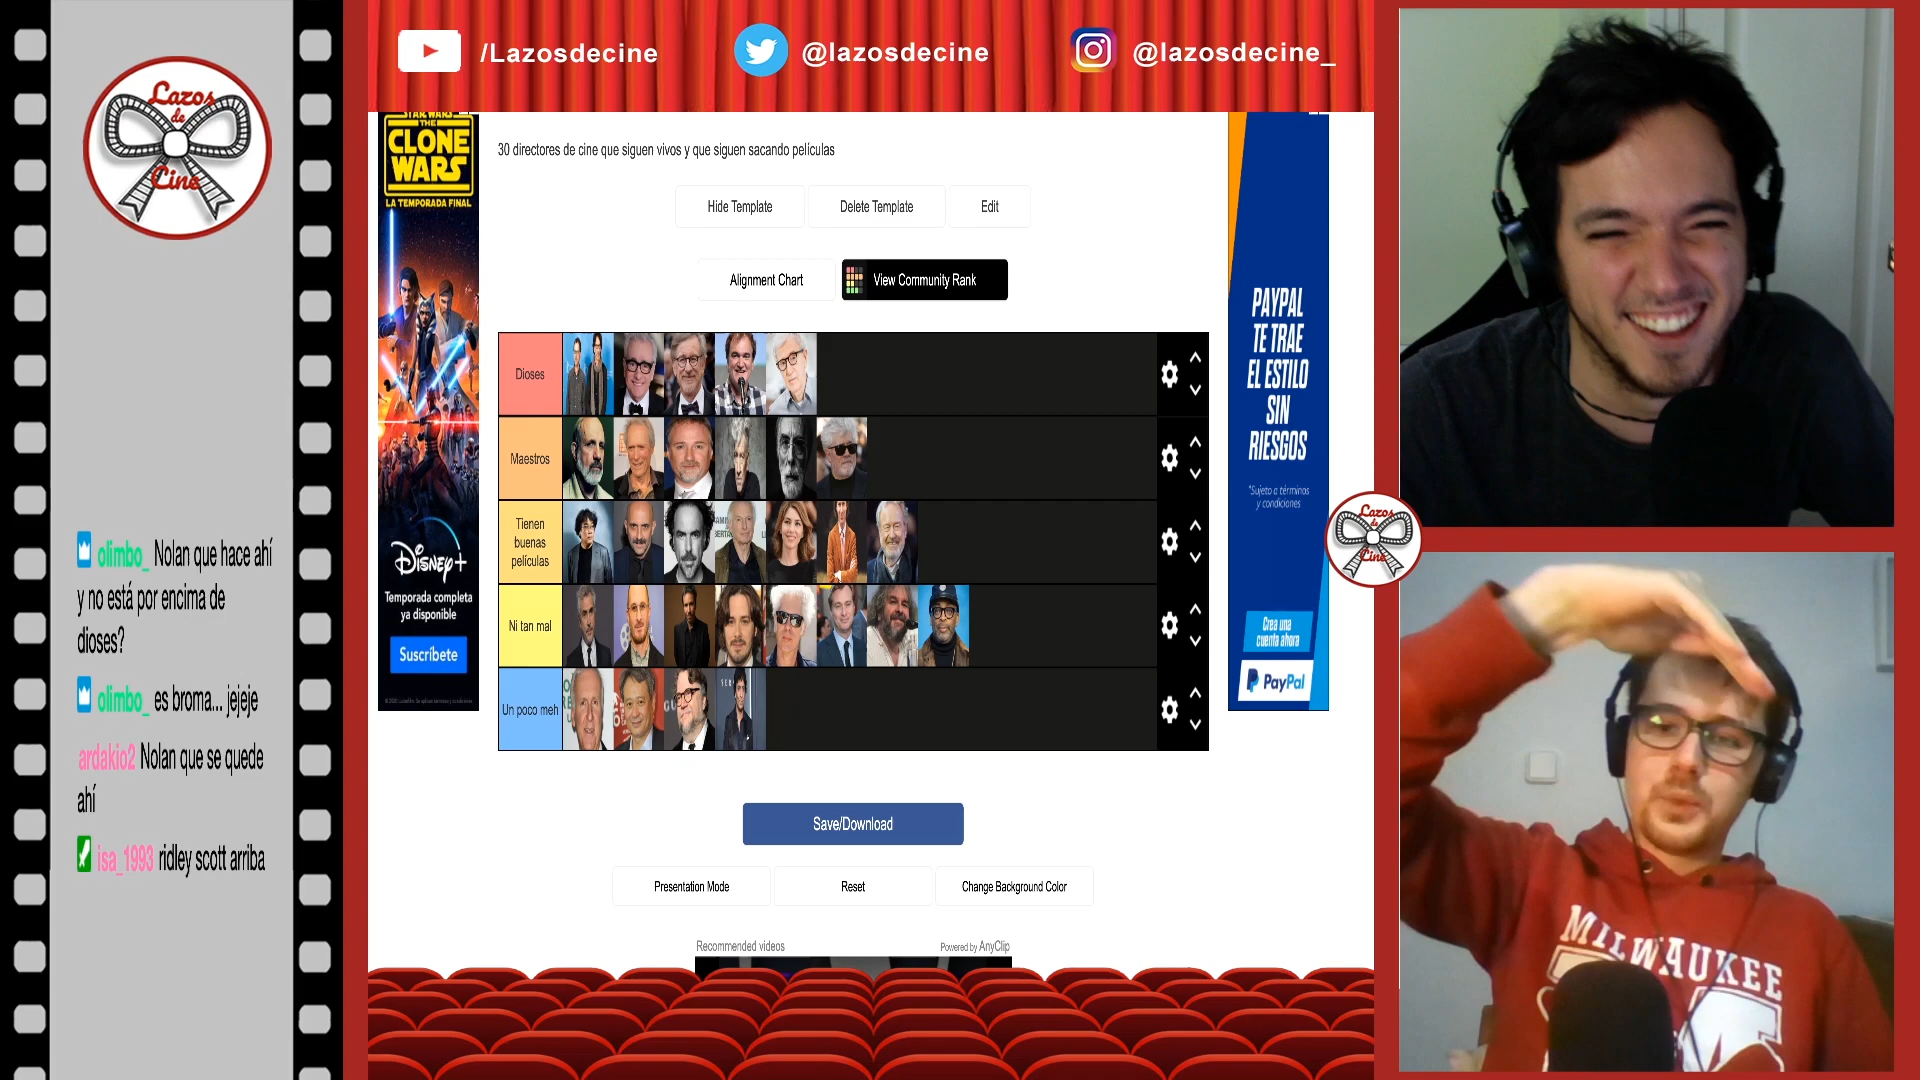 Lazos
de
Cine
/Lazosdecine
@lazosdecine
@lazosdecine_
STAR WARS
THE
CLONE
WARS
LA TEMPORADA FINAL
Disney+
Temporada completa
ya disponible
Suscríbete
30 directores de cine que siguen vivos y que siguen sacando películas
Hide Template
Delete Template
Edit
Alignment Chart
View Community Rank
Dioses
Maestros
Tienen
buenas
películas
Ni tan mal
Un poco meh
Save/Download
Presentation Mode
Reset
Change Background Color
Recommended videos
Powered by AnyClip
PAYPAL
TE TRAE
EL ESTILO
SIN
RIESGOS
*Sujeto a términos
y condiciones
Crea una
cuenta ahora
PayPal
olimbo_ Nolan que hace ahí
y no está por encima de
dioses?
olimbo_ es broma... jejeje
ardakio2 Nolan que se quede
ahí
isa_1993 ridley scott arriba
Lazos
de
Cine
MILWAUKEE